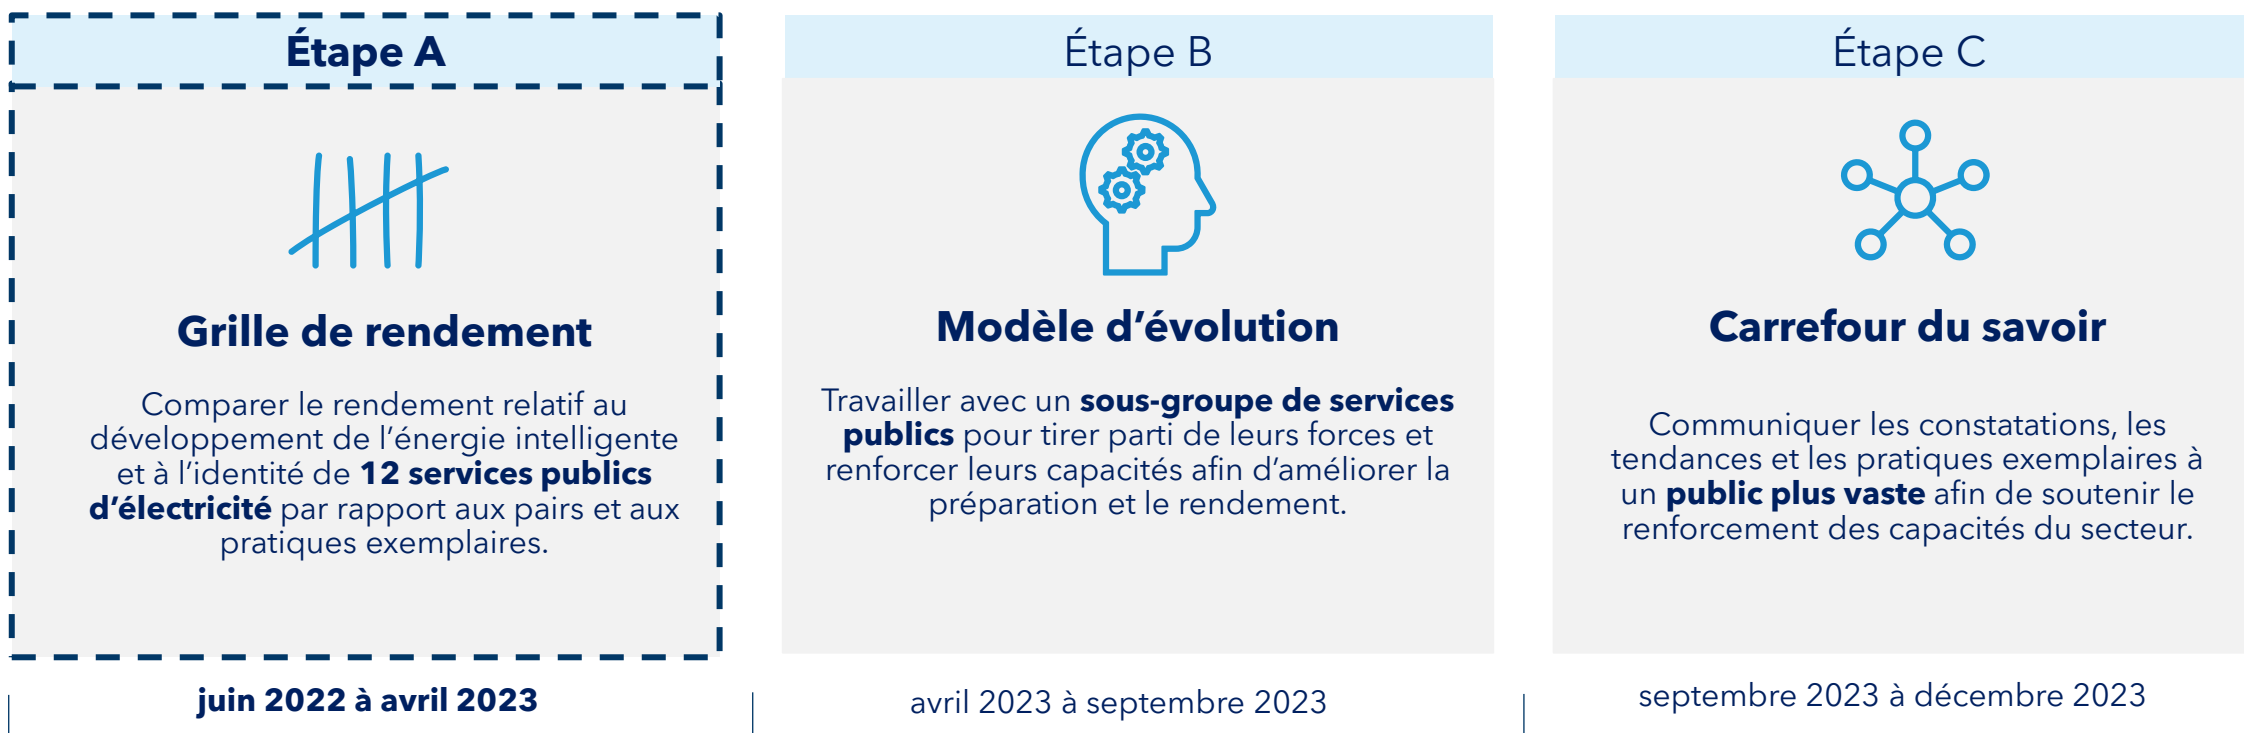 Étape A
Grille de rendement
Comparer le rendement relatif au
développement de l’énergie intelligente
et à l’identité de 12 services publics
d’électricité par rapport aux pairs et aux
pratiques exemplaires.
juin 2022 à avril 2023
Étape B
Modèle d’évolution
Travailler avec un sous-groupe de services
publics pour tirer parti de leurs forces et
renforcer leurs capacités afin d’améliorer la
préparation et le rendement.
avril 2023 à septembre 2023
Étape C
Carrefour du savoir
Communiquer les constatations, les
tendances et les pratiques exemplaires à
un public plus vaste afin de soutenir le
renforcement des capacités du secteur.
septembre 2023 à décembre 2023